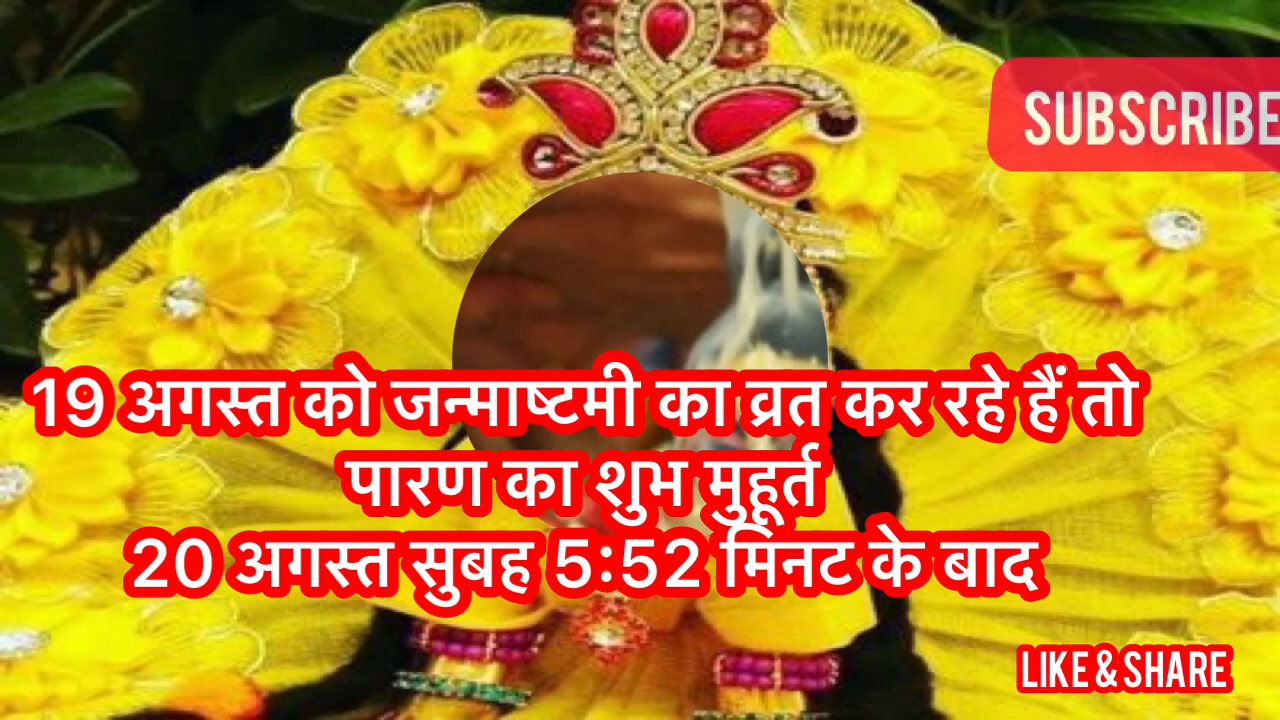 SUBSCRIBE
19 अगस्त को जन्माष्टमी का व्रत कर रहे हैं तो
पारण का शुभ मुहूर्त
20 अगस्त सुबह 5:52 मिनट के बाद
LIKE & SHARE